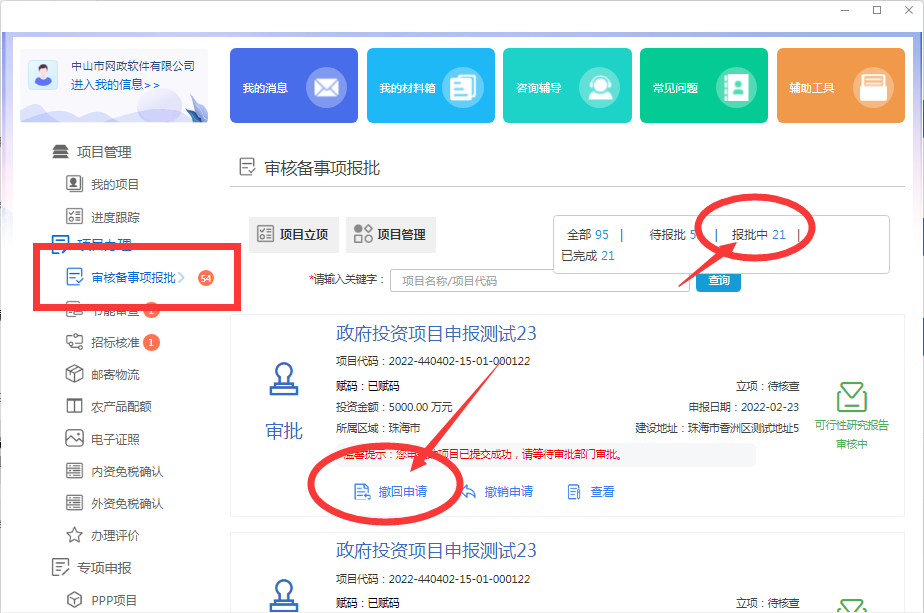 中山市网政软件有限公司
进入我的信息>>
我的消息
我的材料箱
咨询辅导
常见问题
辅助工具
项目管理
我的项目
进度跟踪
项目办理
审核备事项报批 54
节能审查 1
招标核准 1
邮寄物流
农产品配额
电子证照
内资免税确认
外资免税确认
办理评价
专项申报
PPP项目
审核备事项报批
项目立项
项目管理
全部 95 | 待报批 5 | 报批中 21 |
已完成 21
*请输入关键字：
项目名称/项目代码
查询
政府投资项目申报测试23
项目代码：2022-440402-15-01-000122
赋码：已赋码
立项：待核查
投资金额：5000.00 万元
申报日期：2022-02-23
所属区域：珠海市
建设地址：珠海市香洲区测试地址5
审批
温馨提示：您申报的项目已提交成功，请等待审批部门审批。
撤回申请
撤销申请
查看
可行性研究报告
审核中
政府投资项目申报测试23
项目代码：2022-440402-15-01-000122
赋码：已赋码
立项：待核查